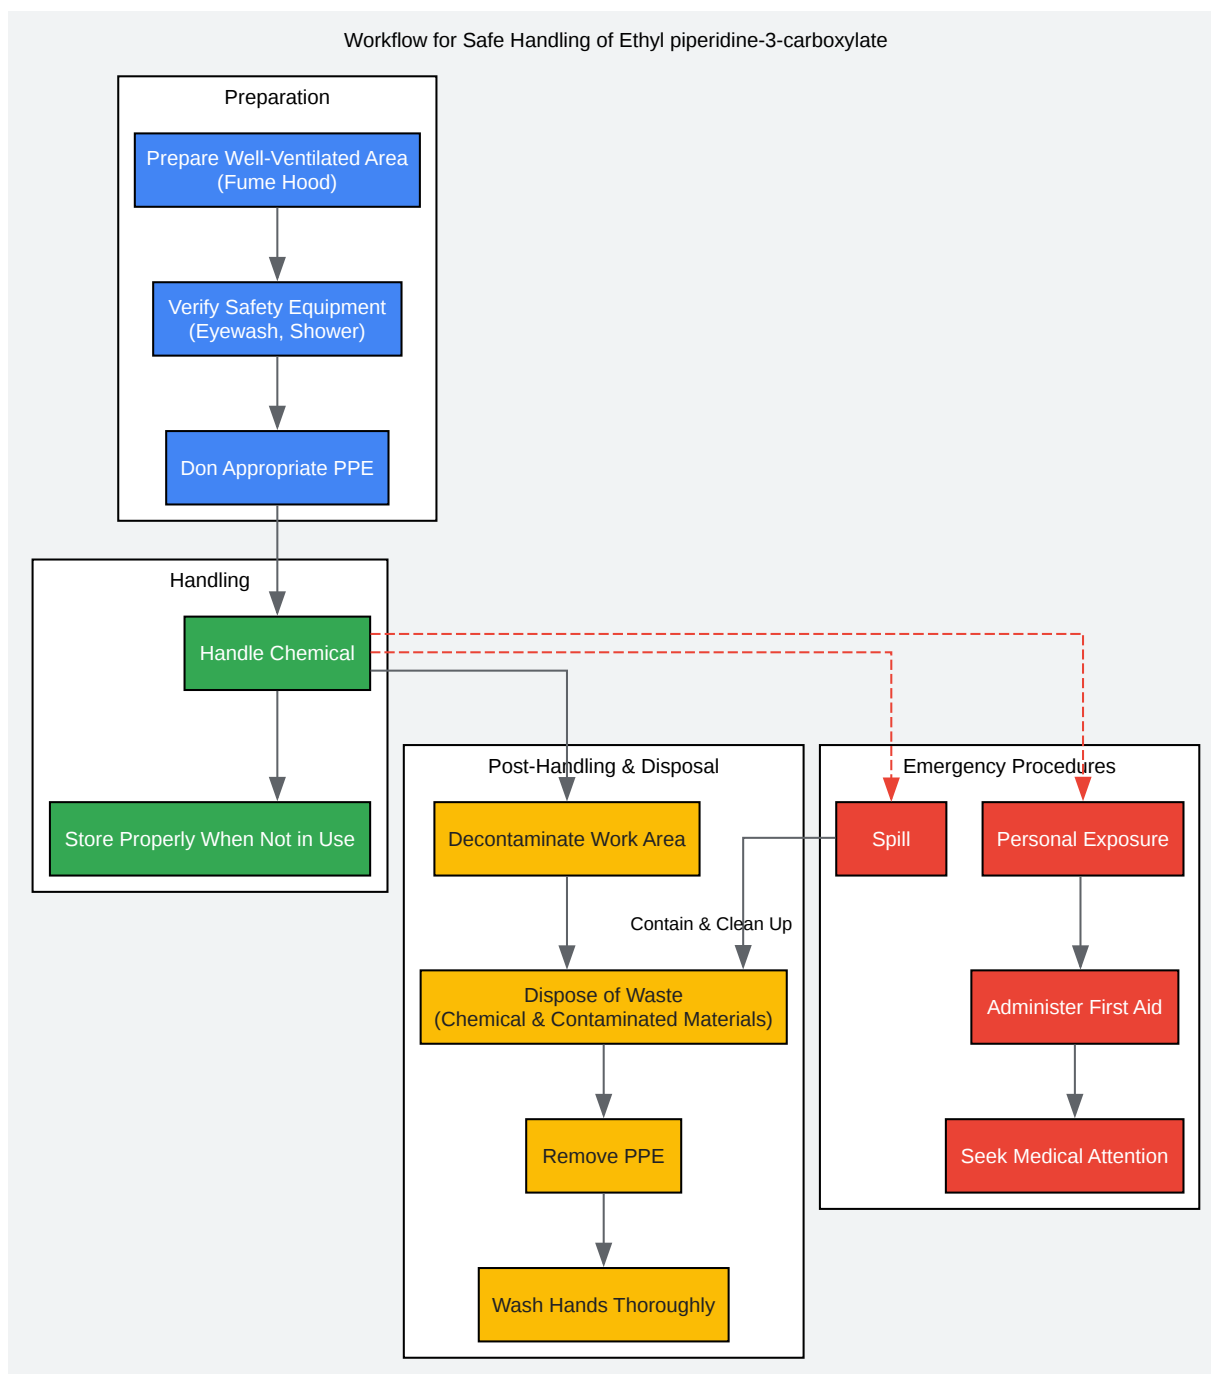 Workflow for Safe Handling of Ethyl piperidine-3-carboxylate
Preparation
Prepare Well-Ventilated Area
(Fume Hood)
Verify Safety Equipment
(Eyewash, Shower)
Don Appropriate PPE
Handling
Handle Chemical
Store Properly When Not in Use
Post-Handling & Disposal
Decontaminate Work Area
Contain & Clean Up
Dispose of Waste
(Chemical & Contaminated Materials)
Remove PPE
Wash Hands Thoroughly
Emergency Procedures
Spill
Personal Exposure
Administer First Aid
Seek Medical Attention